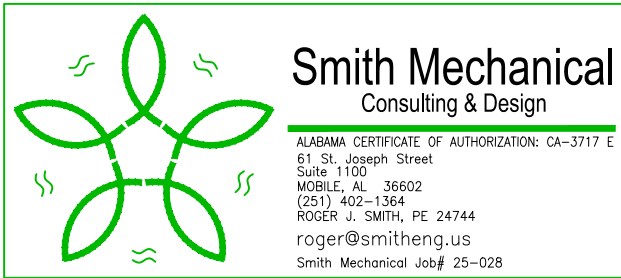 Smith Mechanical
Consulting & Design
ALABAMA CERTIFICATE OF AUTHORIZATION: CA-3717 E
61 St. Joseph Street
Suite 1100
MOBILE, AL 36602
(251) 402-1364
ROGER J. SMITH, PE 24744
roger@smitheng.us
Smith Mechanical Job# 25-028